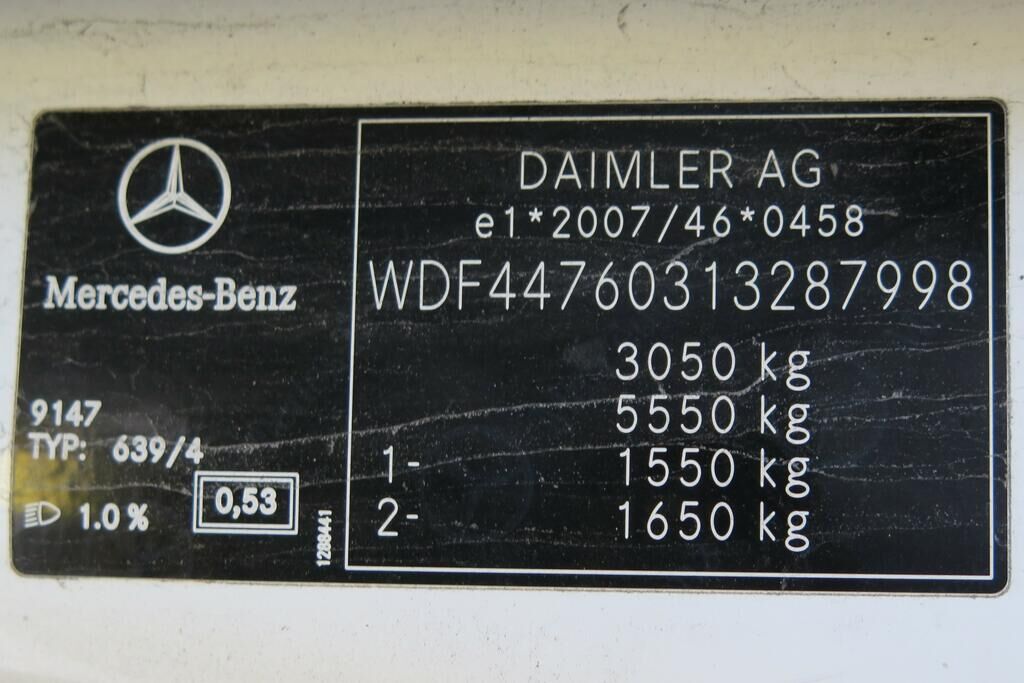 Mercedes-Benz
9147
TYP: 639/4
1.0 %
0,53
1288441
DAIMLER AG
e1*2007/46*0458
WDF44760313287998
3050 kg
5550 kg
1- 1550 kg
2- 1650 kg